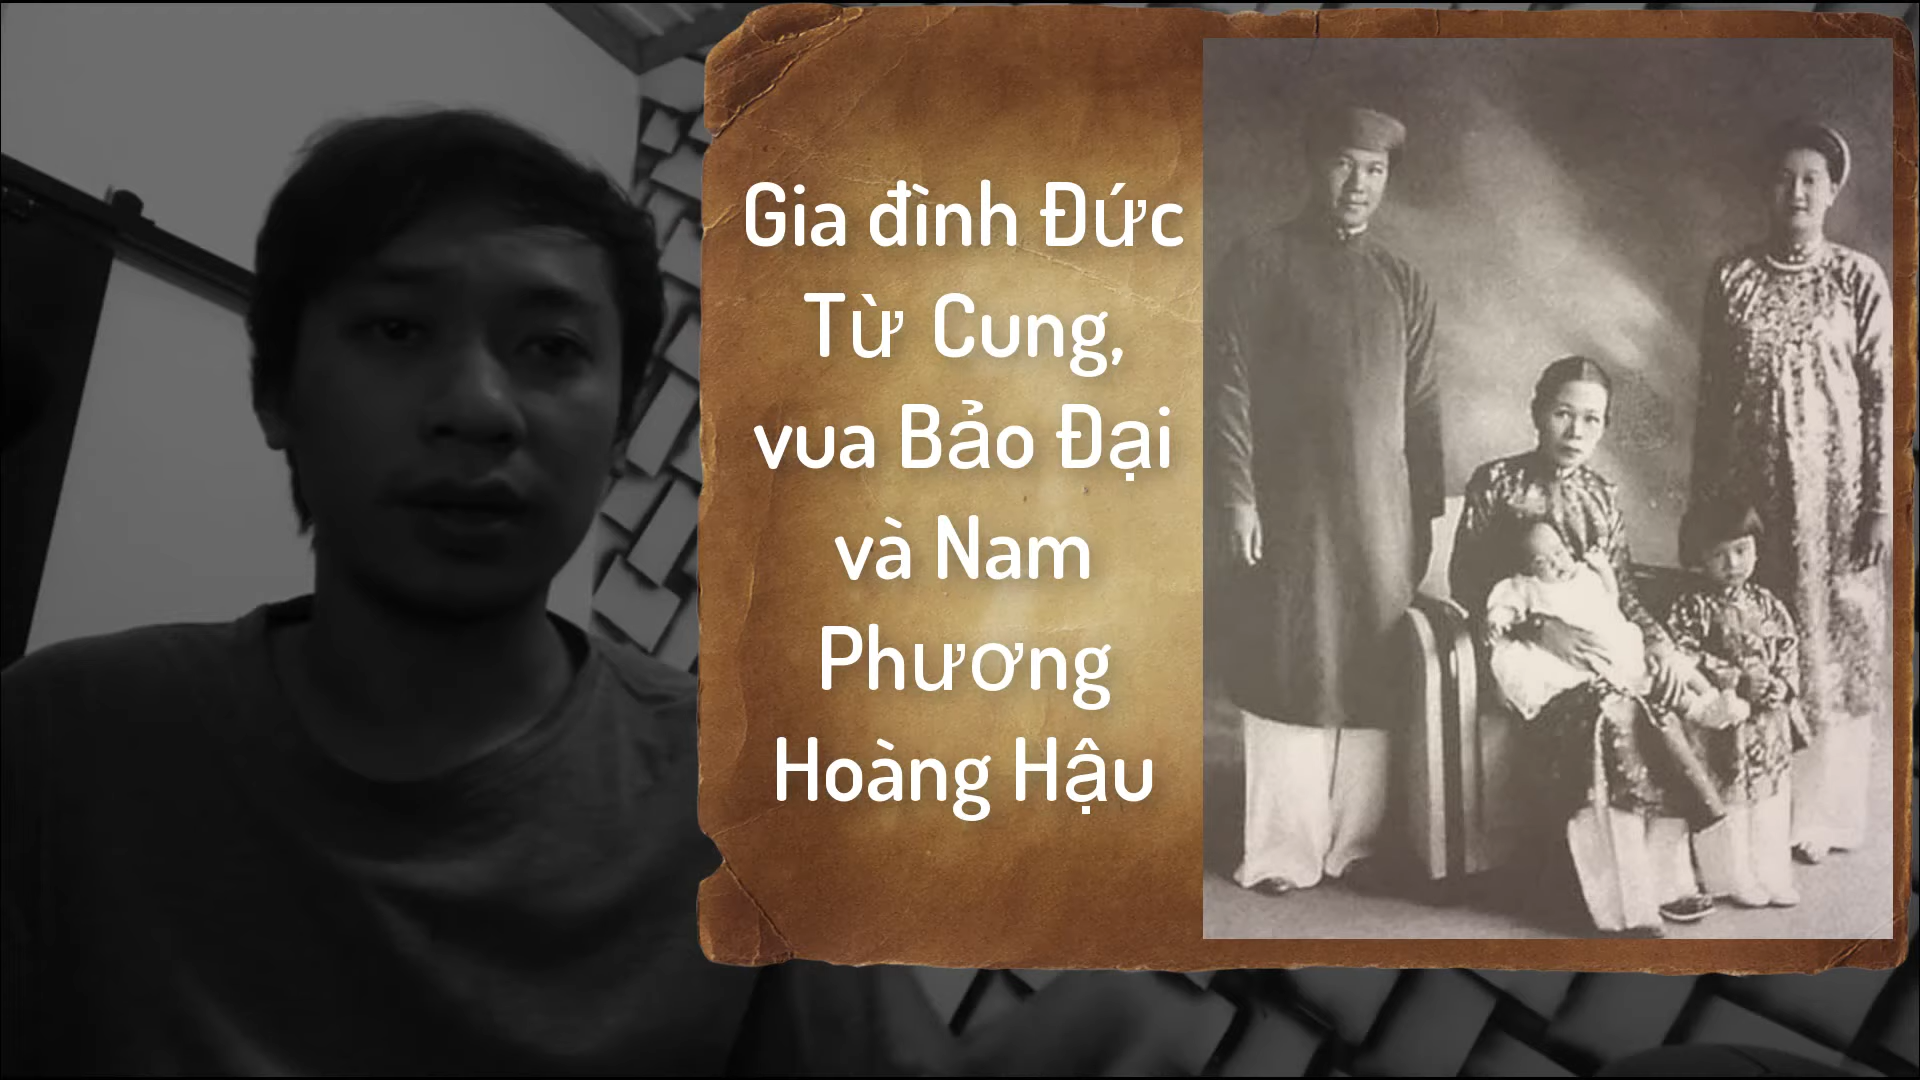 Gia đình Đức
Từ Cung,
vua Bảo Đại
và Nam
Phương
Hoàng Hậu